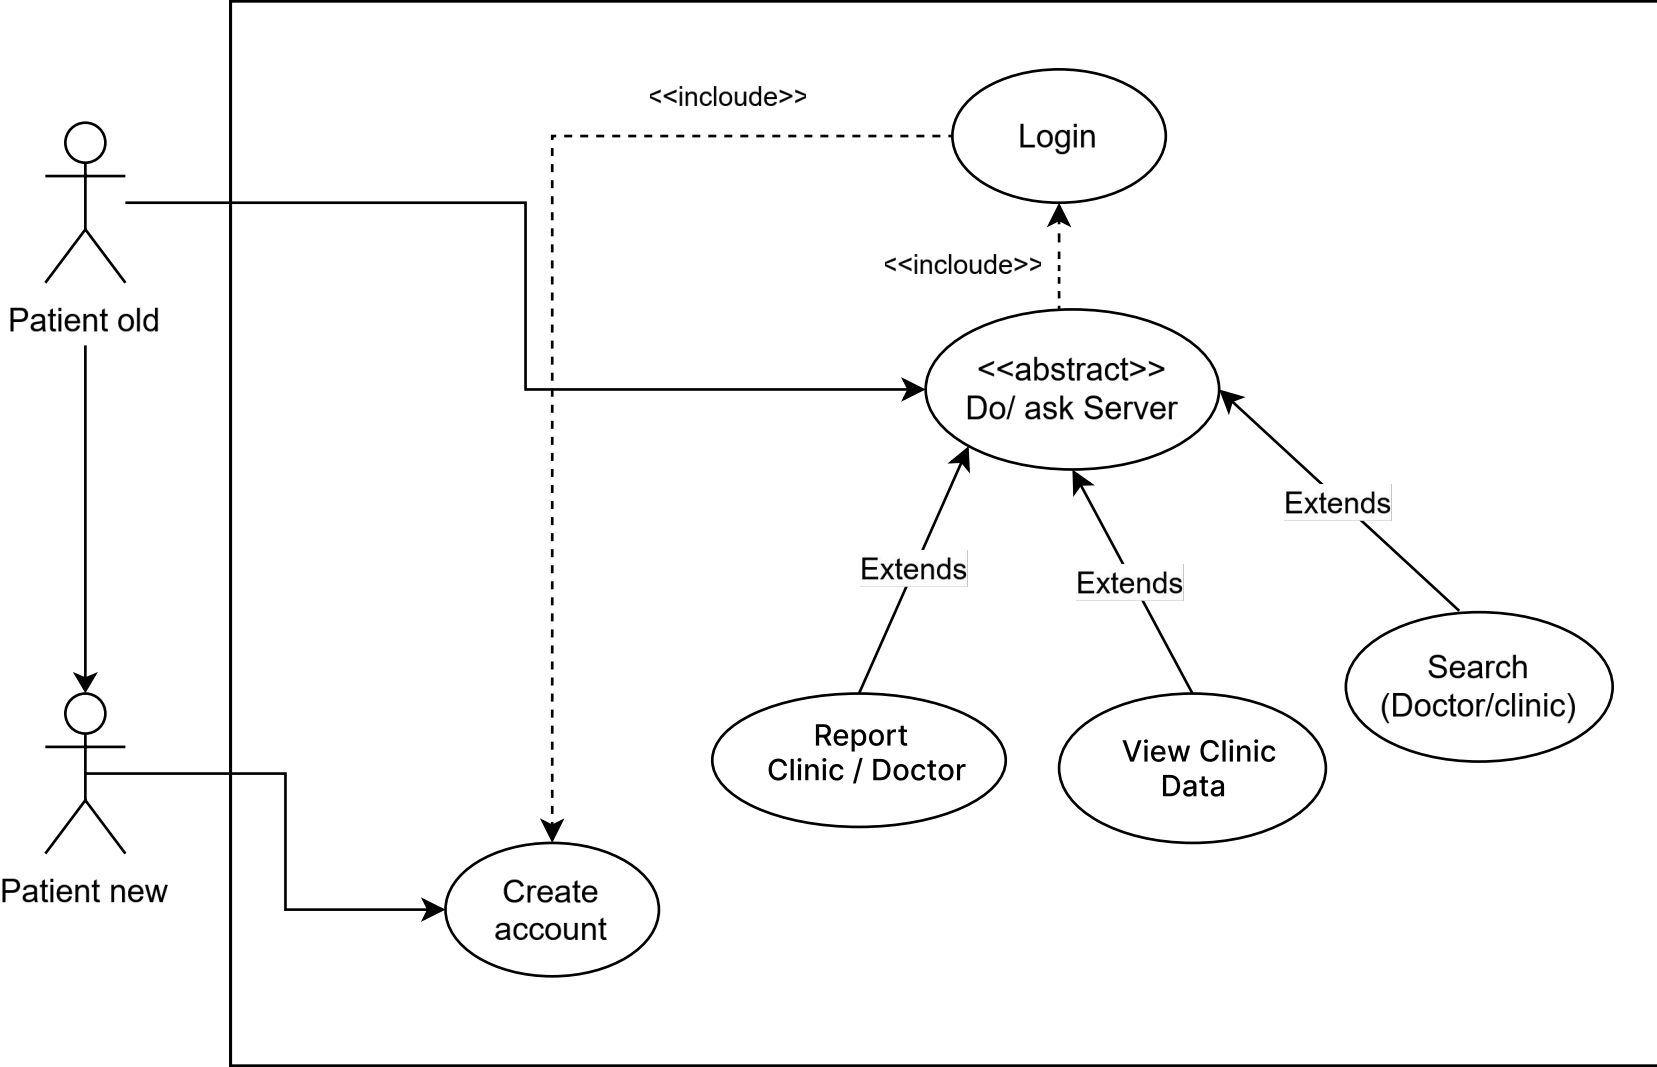 <<incloude>>
Login
<<incloude>>
Patient old
<<abstract>>
Do/ ask Server
Extends
Extends
Extends
Search
(Doctor/clinic)
Report
Clinic / Doctor
View Clinic
Data
Patient new
Create
account